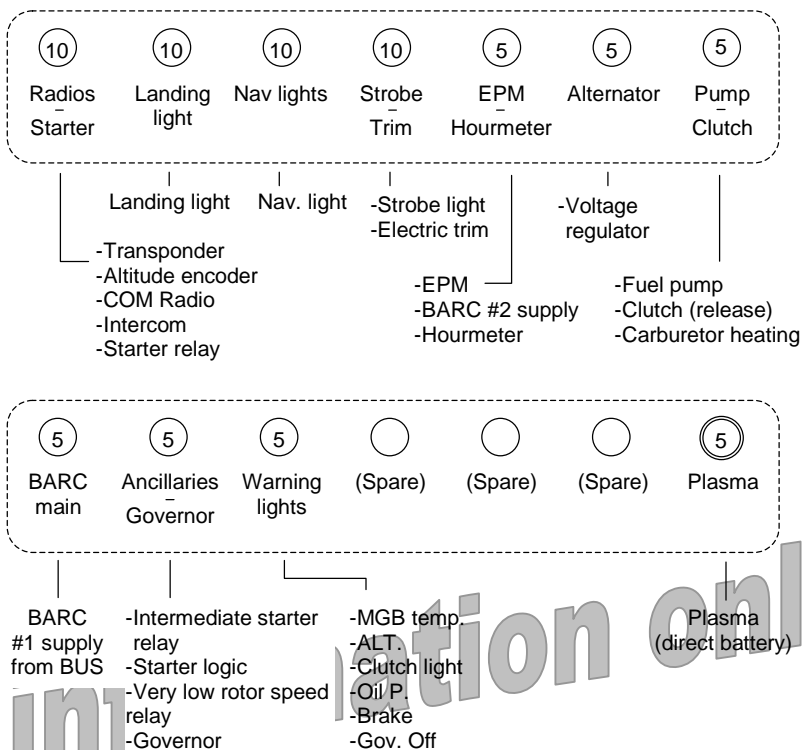 10 10 10 10 5 5 5
Radios – Starter
Landing light
Nav lights
Strobe – Trim
EPM – Hourmeter
Alternator
Pump – Clutch
Landing light
Nav. light
-Strobe light
-Electric trim
-Voltage
regulator
-Transponder
-Altitude encoder
-COM Radio
-Intercom
-Starter relay
-EPM
-BARC #2 supply
-Hourmeter
-Fuel pump
-Clutch (release)
-Carburetor heating
5 5 5 5
BARC main
Ancillaries – Governor
Warning lights
(Spare)
(Spare)
(Spare)
Plasma
BARC
#1 supply
from BUS
-Intermediate starter
relay
-Starter logic
-Very low rotor speed
relay
-Governor
-MGB temp.
-ALT.
-Clutch light
-Oil P.
-Brake
-Gov. Off
Plasma
(direct battery)